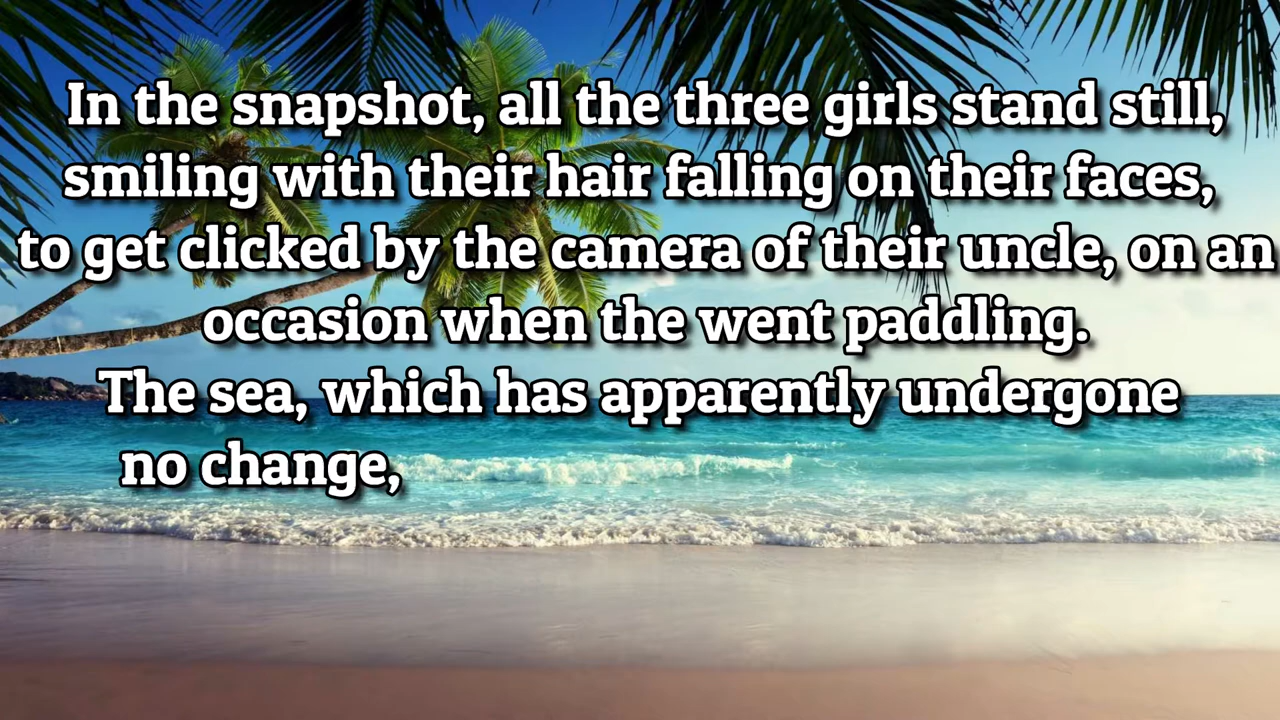 In the snapshot, all the three girls stand still,
smiling with their hair falling on their faces,
to get clicked by the camera of their uncle, on an
occasion when the went paddling.
The sea, which has apparently undergone
no change,